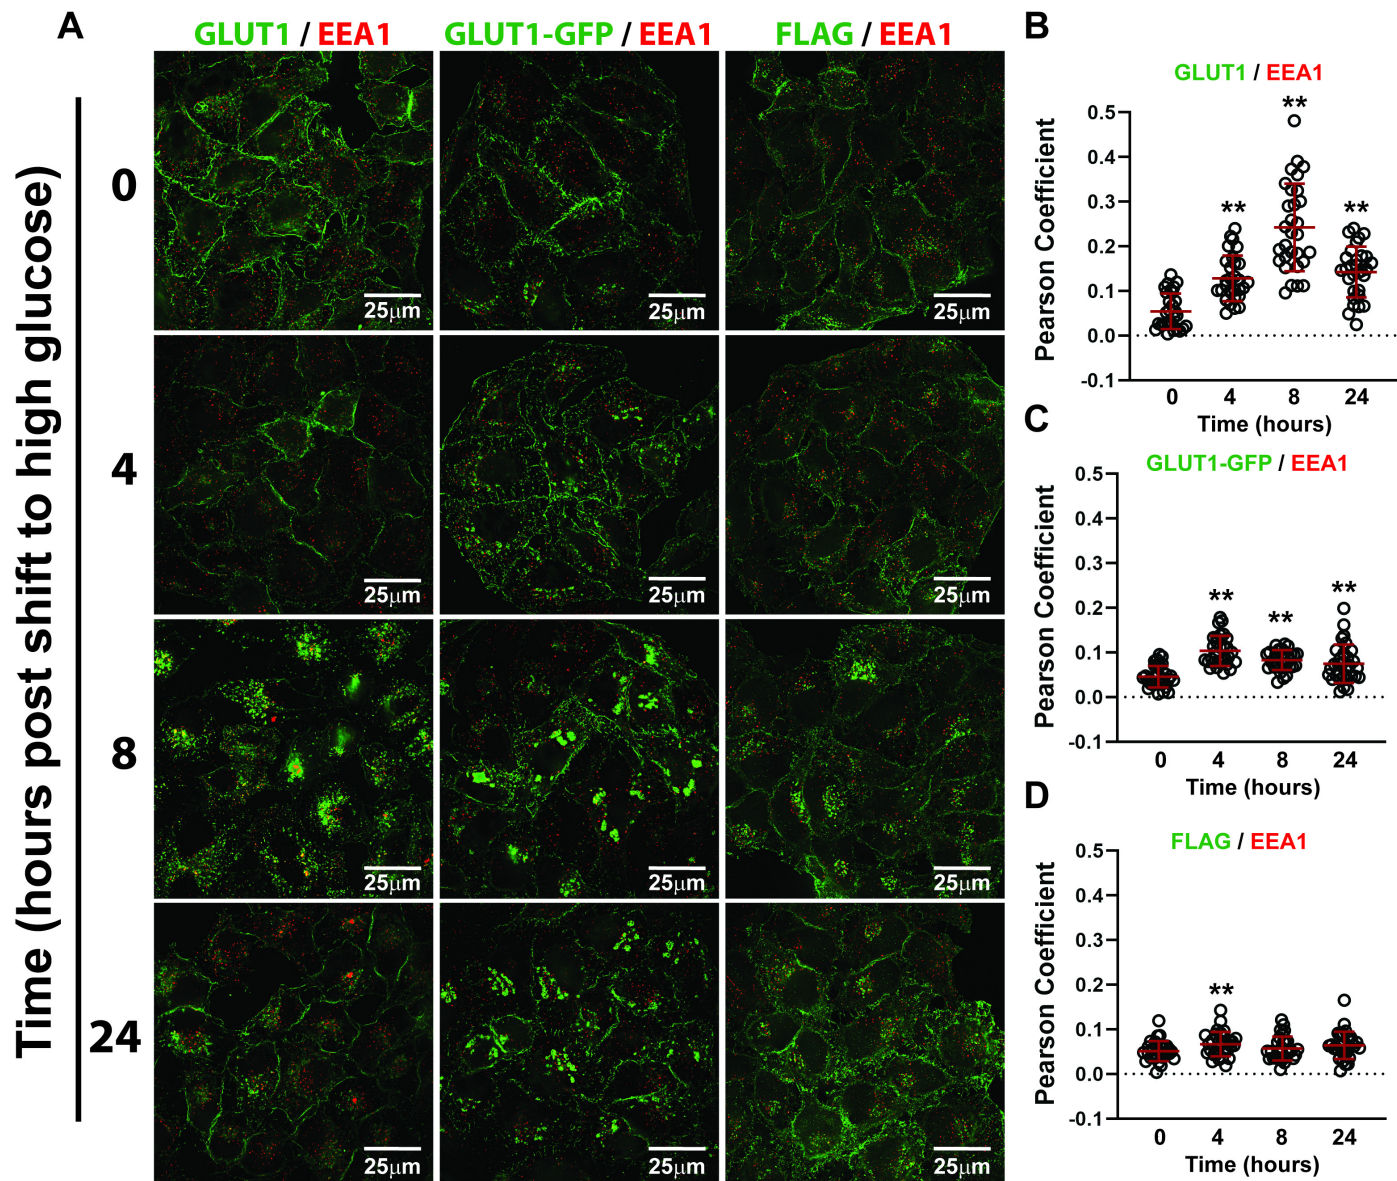 A
GLUT1 / EEA1
GLUT1-GFP / EEA1
FLAG / EEA1
Time (hours post shift to high glucose)
0
25μm
25μm
25μm
4
25μm
25μm
25μm
8
25μm
25μm
25μm
24
25μm
25μm
25μm
B
GLUT1 / EEA1
Pearson Coefficient
0.5
0.4
0.3
0.2
0.1
0.0
-0.1
**
**
**
0 4 8 24
Time (hours)
C
GLUT1-GFP / EEA1
Pearson Coefficient
0.5
0.4
0.3
0.2
0.1
0.0
-0.1
**
**
**
0 4 8 24
Time (hours)
D
FLAG / EEA1
Pearson Coefficient
0.5
0.4
0.3
0.2
0.1
0.0
-0.1
**
0 4 8 24
Time (hours)